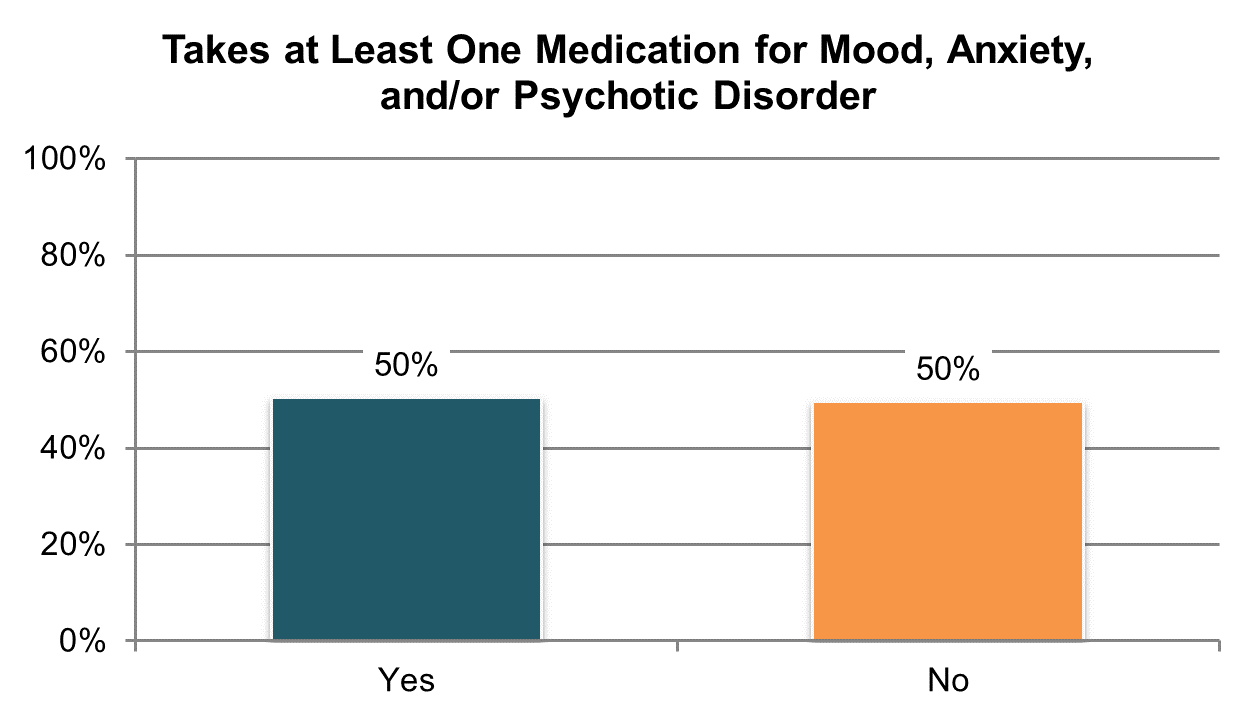 Takes at Least One Medication for Mood, Anxiety,
and/or Psychotic Disorder
100%
80%
60%
40%
20%
0%
50%
50%
Yes
No